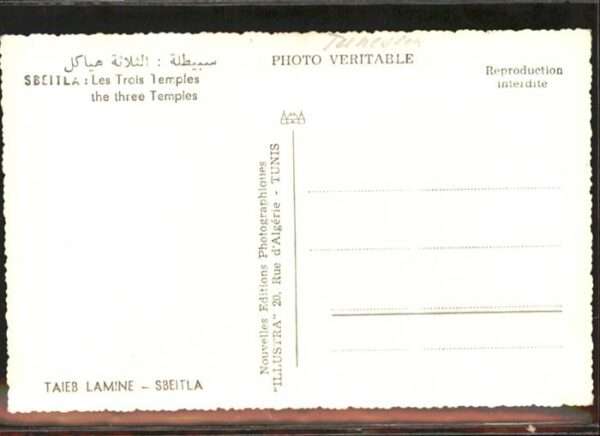 سبيطلة : الثلاثة هياكل
SBEITLA : Les Trois Temples
the three Temples
Tunesien
PHOTO VERITABLE
Reproduction
interdite
Nouvelles Editions Photographiques
"ILLUSTRA" 20, Rue d'Algérie - TUNIS
TAIEB LAMINE - SBEITLA